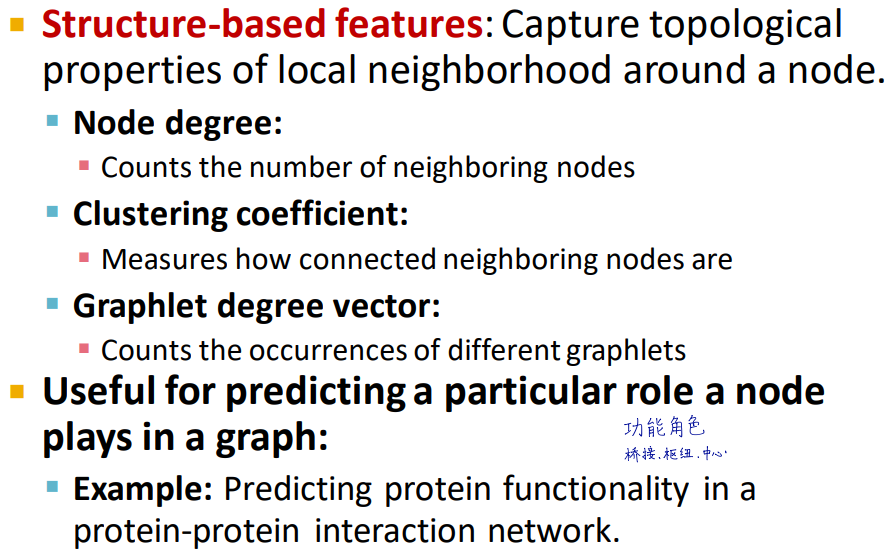 Structure-based features: Capture topological
properties of local neighborhood around a node.
Node degree:
Counts the number of neighboring nodes
Clustering coefficient:
Measures how connected neighboring nodes are
Graphlet degree vector:
Counts the occurrences of different graphlets
Useful for predicting a particular role a node
plays in a graph:
功能角色
桥接.枢纽.中心.
Example: Predicting protein functionality in a
protein-protein interaction network.